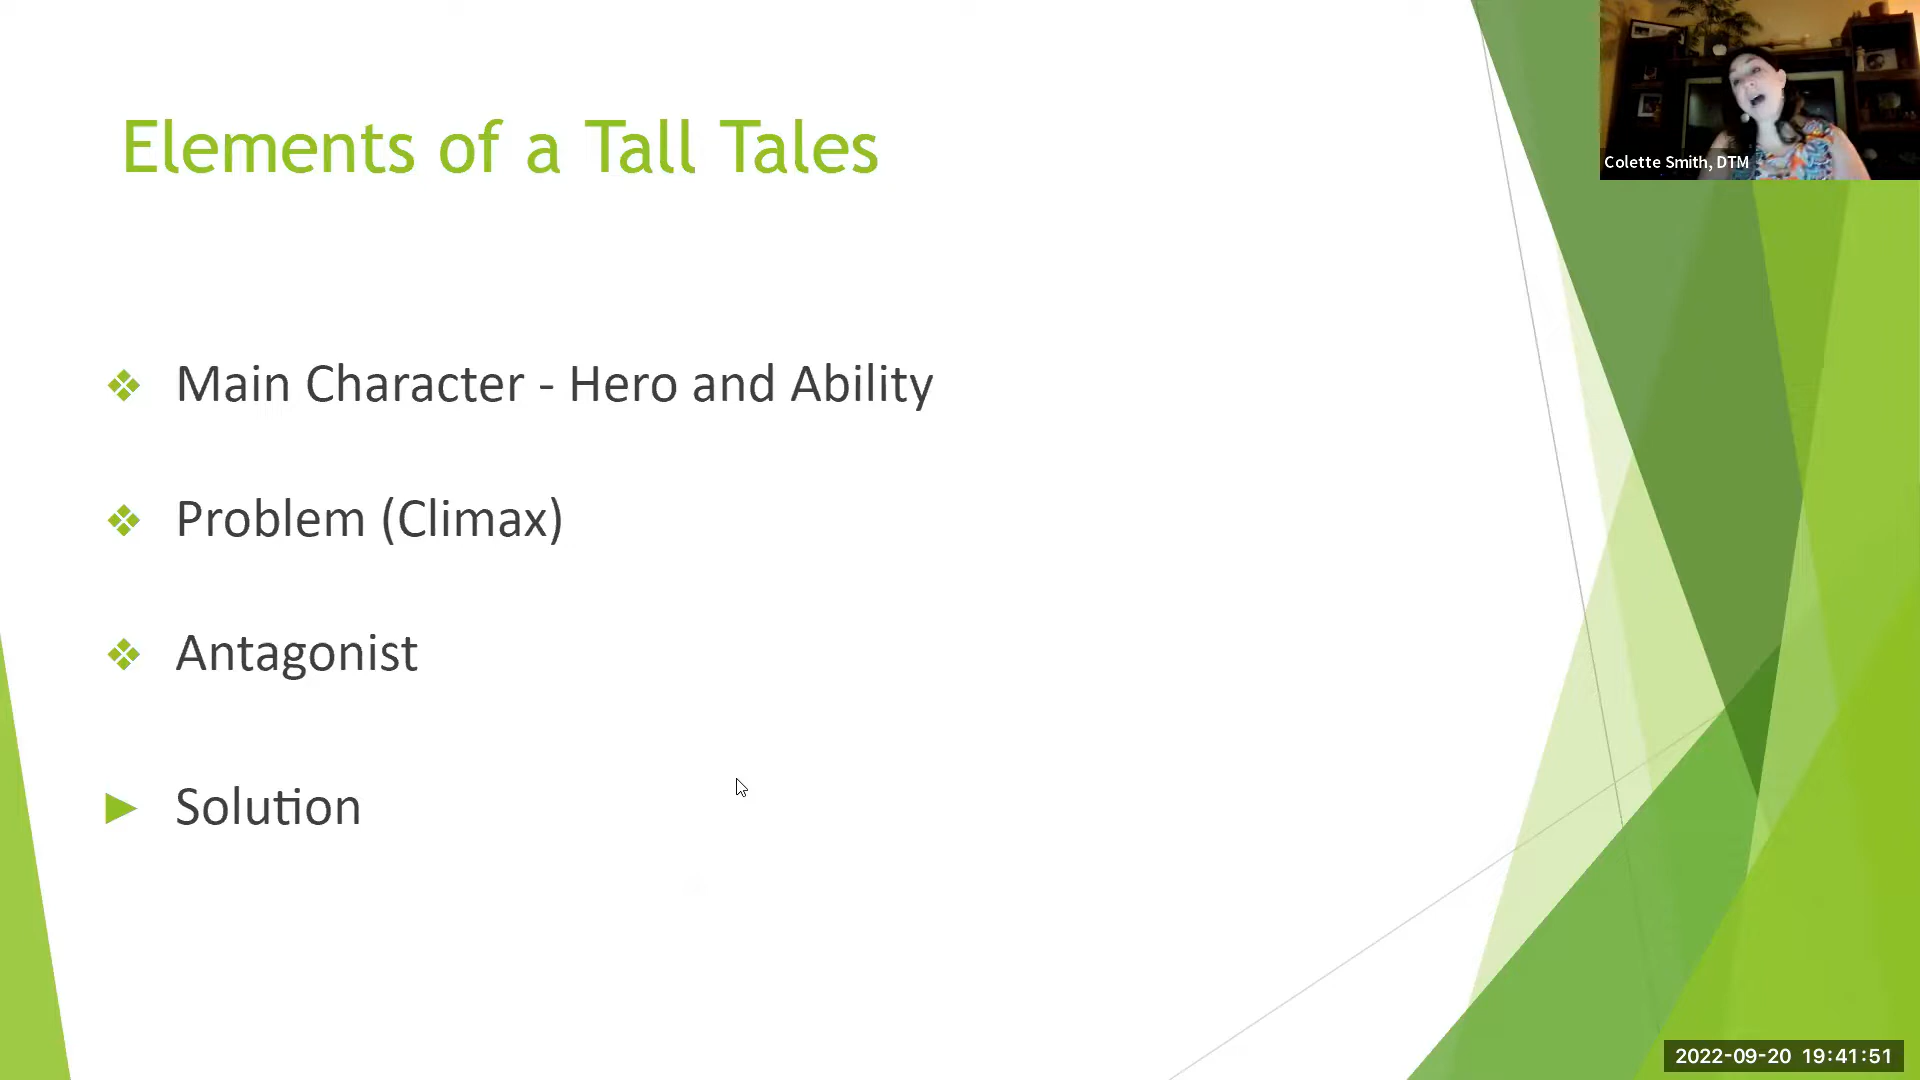 Elements of a Tall Tales
Colette Smith, DTM
Main Character - Hero and Ability
Problem (Climax)
Antagonist
Solution
2022-09-20 19:41:51